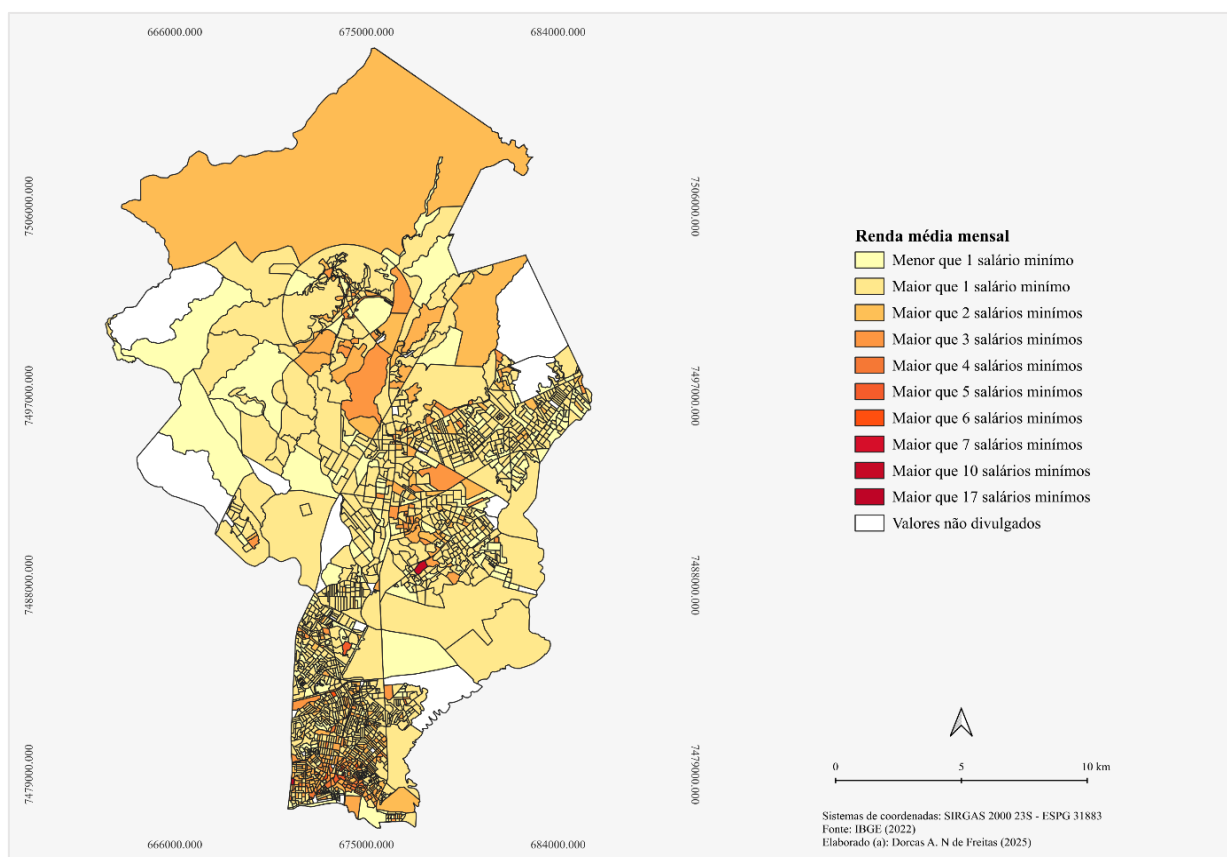 666000.000 675000.000 684000.000
7506000.000 7506000.000
7497000.000 7497000.000
7488000.000 7488000.000
7479000.000 7479000.000
666000.000 675000.000 684000.000
Renda média mensal
Menor que 1 salário minímo
Maior que 1 salário minímo
Maior que 2 salários minímos
Maior que 3 salários minímos
Maior que 4 salários minímos
Maior que 5 salários minímos
Maior que 6 salários minímos
Maior que 7 salários minímos
Maior que 10 salários minímos
Maior que 17 salários minímos
Valores não divulgados
0 5 10 km
Sistemas de coordenadas: SIRGAS 2000 23S - ESPG 31883
Fonte: IBGE (2022)
Elaborado (a): Dorcas A. N de Freitas (2025)